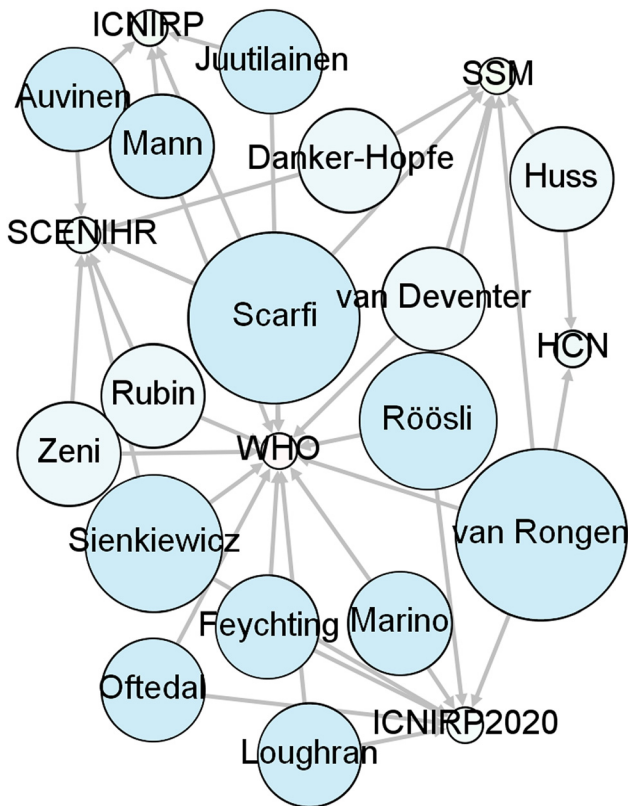 ICNIRP
Juutilainen
SSM
Auvinen
Mann
Danker-Hopfe
Huss
SCENIHR
van Deventer
Scarfi
HCN
Rubin
Röösli
Zeni
WHO
van Rongen
Sienkiewicz
Feychting
Marino
Oftedal
ICNIRP2020
Loughran